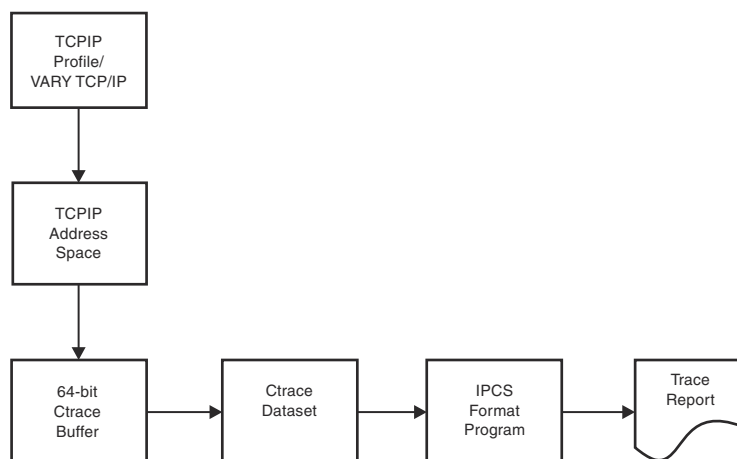 TCPIP
Profile/
VARY TCP/IP
TCPIP
Address
Space
64-bit
Ctrace
Buffer
Ctrace
Dataset
IPCS
Format
Program
Trace
Report